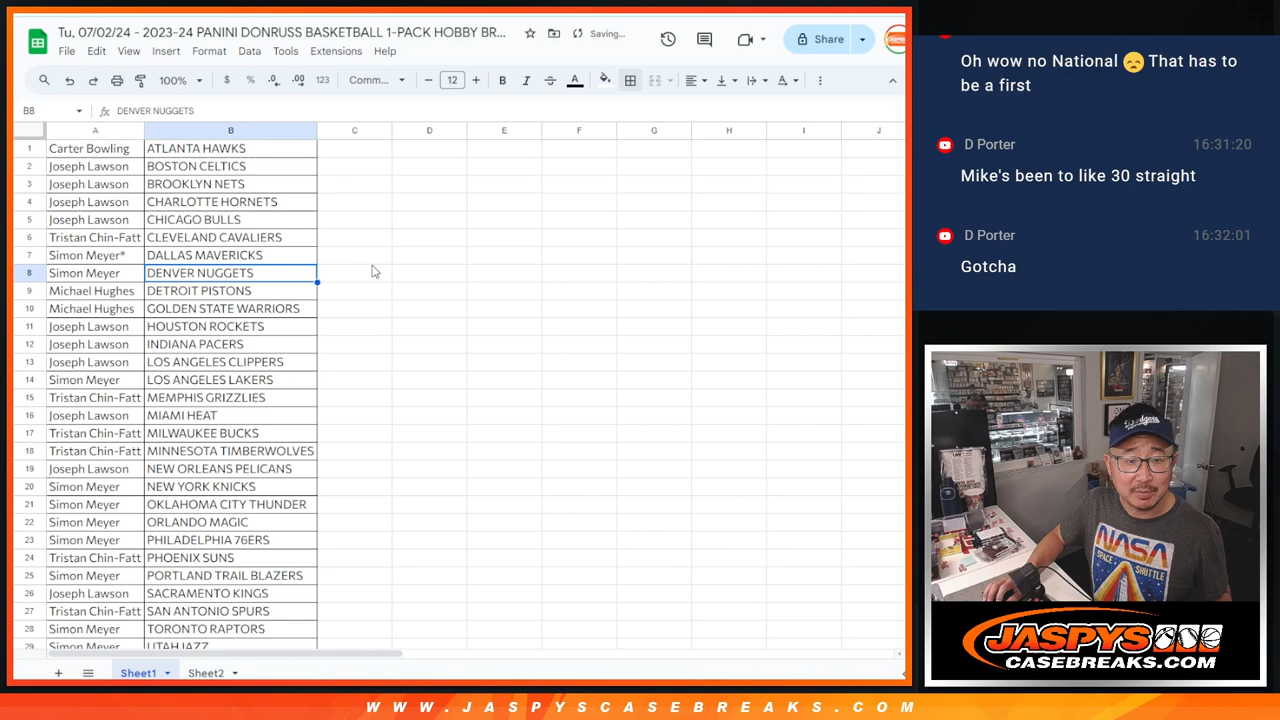 Tu, 07/02/24 - 2023-24 PANINI DONRUSS BASKETBALL 1-PACK HOBBY BR...
Saving...
Share
File Edit View Insert Format Data Tools Extensions Help
100% $ % .0 .00 123 Comm... 12 B I A
B8 fx DENVER NUGGETS
A B C D E F G H I J
1 Carter Bowling ATLANTA HAWKS
2 Joseph Lawson BOSTON CELTICS
3 Joseph Lawson BROOKLYN NETS
4 Joseph Lawson CHARLOTTE HORNETS
5 Joseph Lawson CHICAGO BULLS
6 Tristan Chin-Fatt CLEVELAND CAVALIERS
7 Simon Meyer* DALLAS MAVERICKS
8 Simon Meyer DENVER NUGGETS
9 Michael Hughes DETROIT PISTONS
10 Michael Hughes GOLDEN STATE WARRIORS
11 Joseph Lawson HOUSTON ROCKETS
12 Joseph Lawson INDIANA PACERS
13 Joseph Lawson LOS ANGELES CLIPPERS
14 Simon Meyer LOS ANGELES LAKERS
15 Tristan Chin-Fatt MEMPHIS GRIZZLIES
16 Joseph Lawson MIAMI HEAT
17 Tristan Chin-Fatt MILWAUKEE BUCKS
18 Tristan Chin-Fatt MINNESOTA TIMBERWOLVES
19 Joseph Lawson NEW ORLEANS PELICANS
20 Simon Meyer NEW YORK KNICKS
21 Simon Meyer OKLAHOMA CITY THUNDER
22 Simon Meyer ORLANDO MAGIC
23 Simon Meyer PHILADELPHIA 76ERS
24 Tristan Chin-Fatt PHOENIX SUNS
25 Simon Meyer PORTLAND TRAIL BLAZERS
26 Joseph Lawson SACRAMENTO KINGS
27 Tristan Chin-Fatt SAN ANTONIO SPURS
28 Simon Meyer TORONTO RAPTORS
29 Simon Meyer UTAH JAZZ
Sheet1 Sheet2
Oh wow no National 😞 That has to
be a first
D Porter 16:31:20
Mike's been to like 30 straight
D Porter 16:32:01
Gotcha
Dodgers
NASA
SPACE SHUTTLE
JASPYS
CASEBREAKS.COM
WWW.JASPYSCASEBREAKS.COM